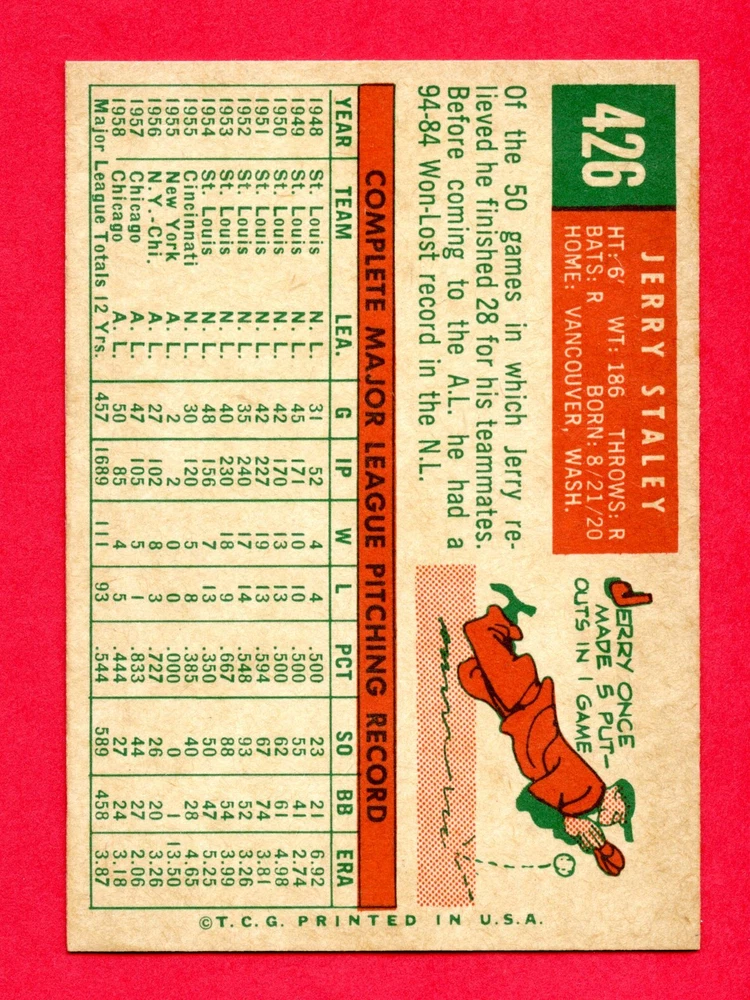 426
JERRY STALEY
HT: 6' WT: 186 THROWS: R
BATS: R BORN: 8/21/20
HOME: VANCOUVER, WASH.
Of the 50 games in which Jerry re-
lieved he finished 28 for his teammates.
Before coming to the A.L. he had a
94-84 Won-Lost record in the N.L.
JERRY ONCE
MADE 5 PUT-
OUTS IN 1 GAME
COMPLETE MAJOR LEAGUE PITCHING RECORD
YEAR TEAM LEA. G IP W L PCT SO BB ERA
1948 St. Louis N. L. 31 52 4 4 .500 23 21 6.92
1949 St. Louis N. L. 45 171 10 10 .500 55 41 2.74
1950 St. Louis N. L. 42 170 13 13 .500 62 61 4.98
1951 St. Louis N. L. 42 227 19 13 .594 67 74 3.81
1952 St. Louis N. L. 35 240 17 14 .548 93 52 3.26
1953 St. Louis N. L. 40 230 18 9 .667 88 54 3.99
1954 St. Louis N. L. 48 156 7 13 .350 50 47 5.25
1955 Cincinnati N. L. 30 120 5 8 .385 40 28 4.65
1955 New York A. L. 2 2 0 0 .000 0 1 13.50
1956 N.Y.-Chi. A. L. 27 102 8 3 .727 26 20 3.26
1957 Chicago A. L. 47 105 5 1 .833 44 27 2.06
1958 Chicago A. L. 50 85 4 5 .444 27 24 3.18
Major League Totals 12 Yrs. 457 1689 111 93 .544 589 458 3.87
©T.C.G. PRINTED IN U.S.A.